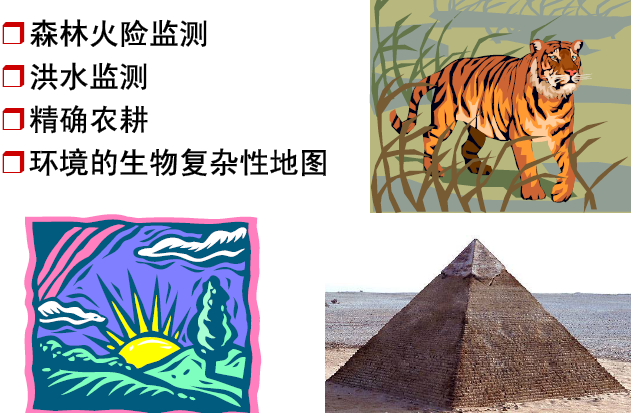 森林火险监测
洪水监测
精确农耕
环境的生物复杂性地图